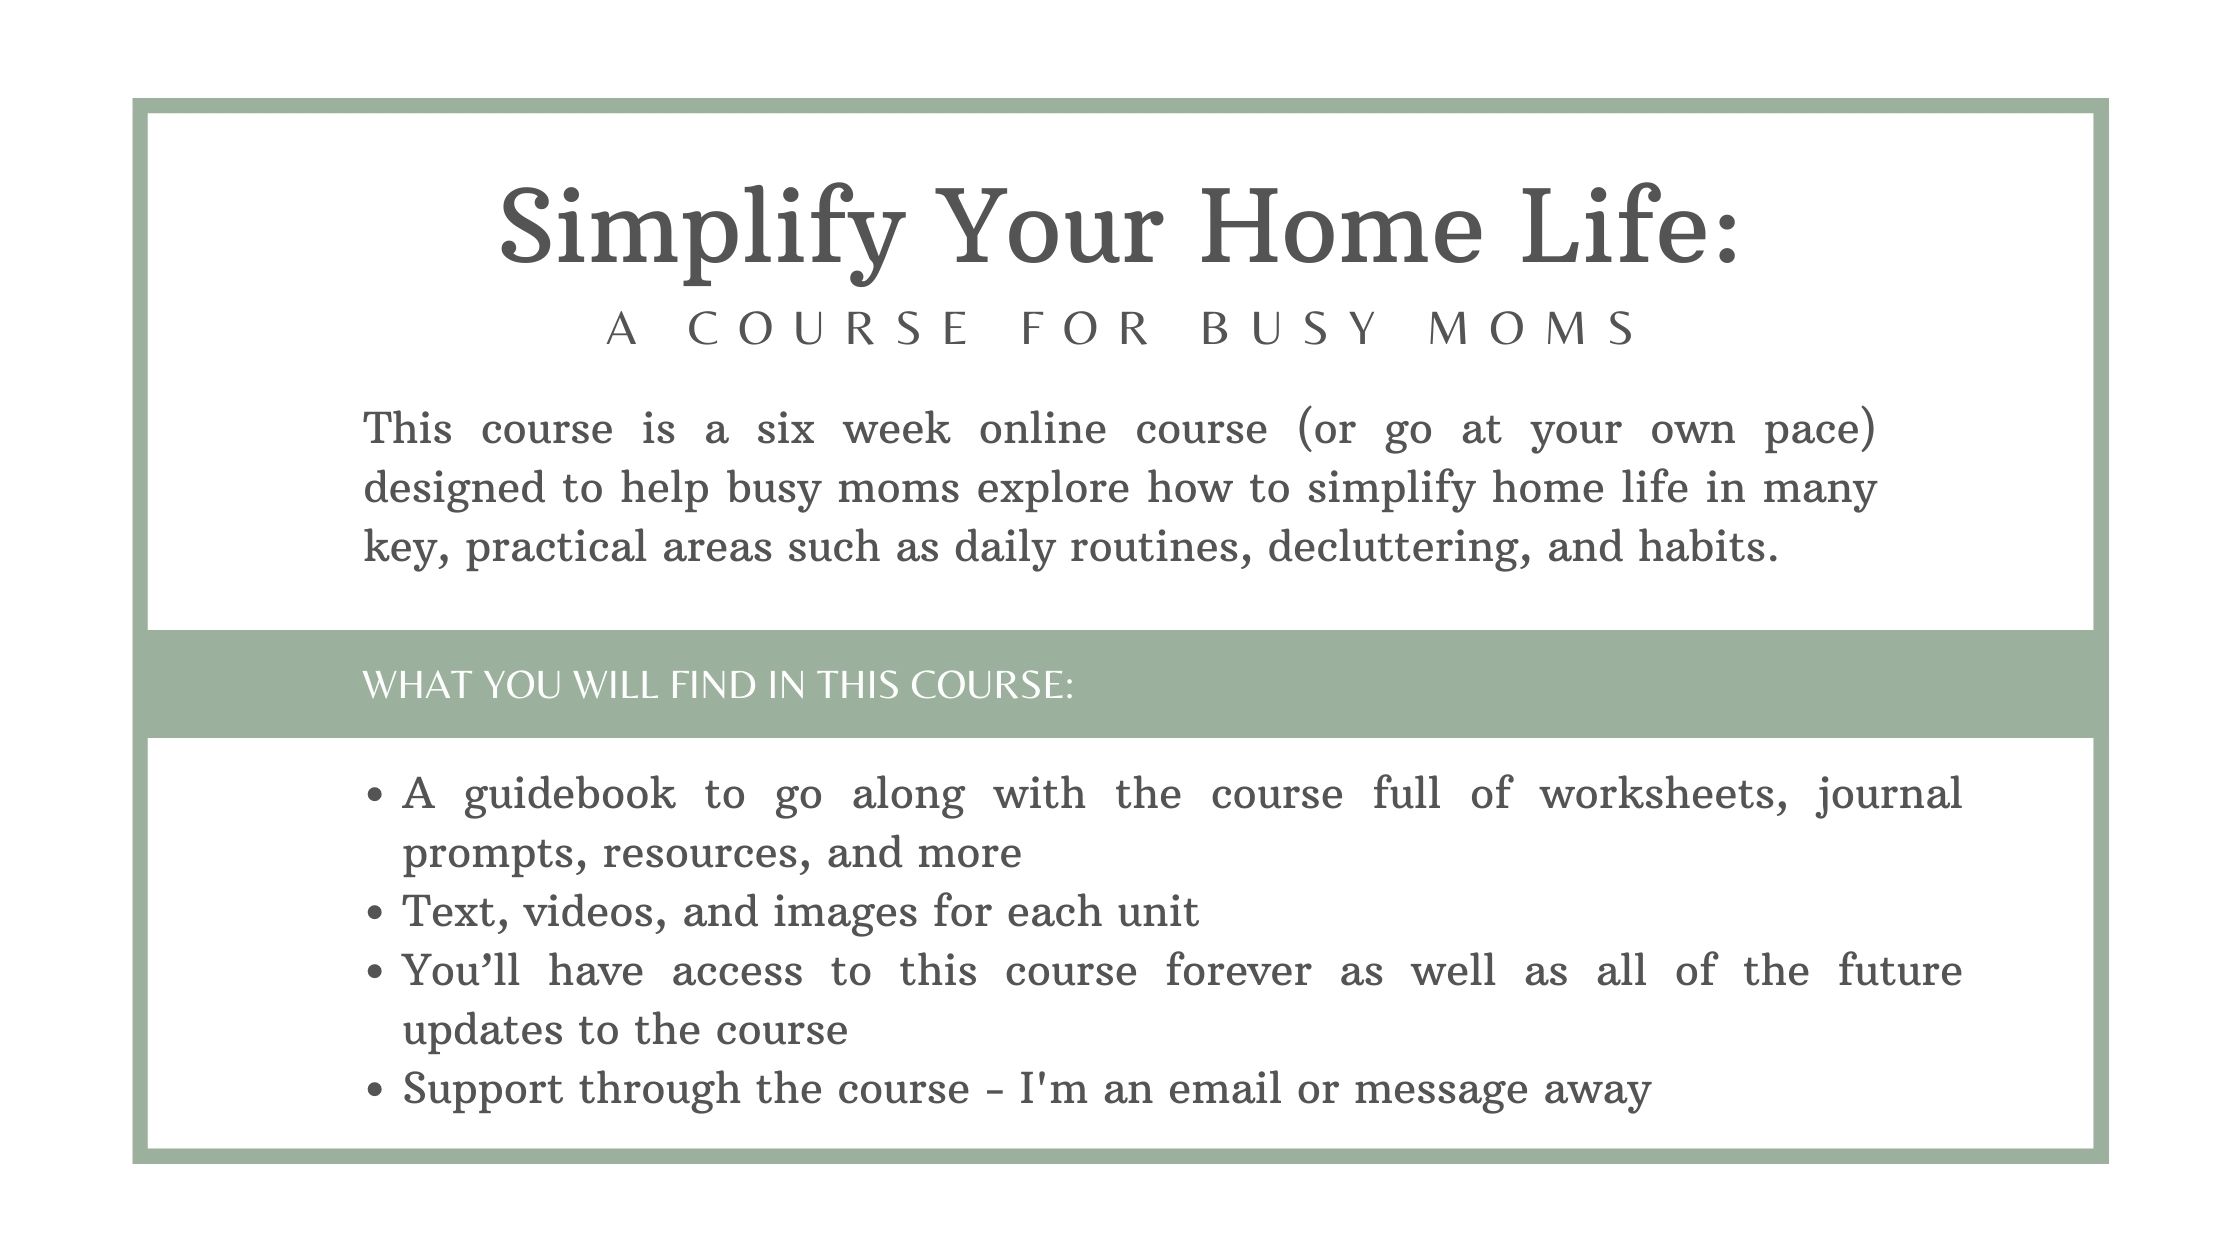 Simplify Your Home Life:
A COURSE FOR BUSY MOMS
This course is a six week online course (or go at your own pace)
designed to help busy moms explore how to simplify home life in many
key, practical areas such as daily routines, decluttering, and habits.
WHAT YOU WILL FIND IN THIS COURSE:
• A guidebook to go along with the course full of worksheets, journal
prompts, resources, and more
• Text, videos, and images for each unit
• You’ll have access to this course forever as well as all of the future
updates to the course
• Support through the course - I'm an email or message away